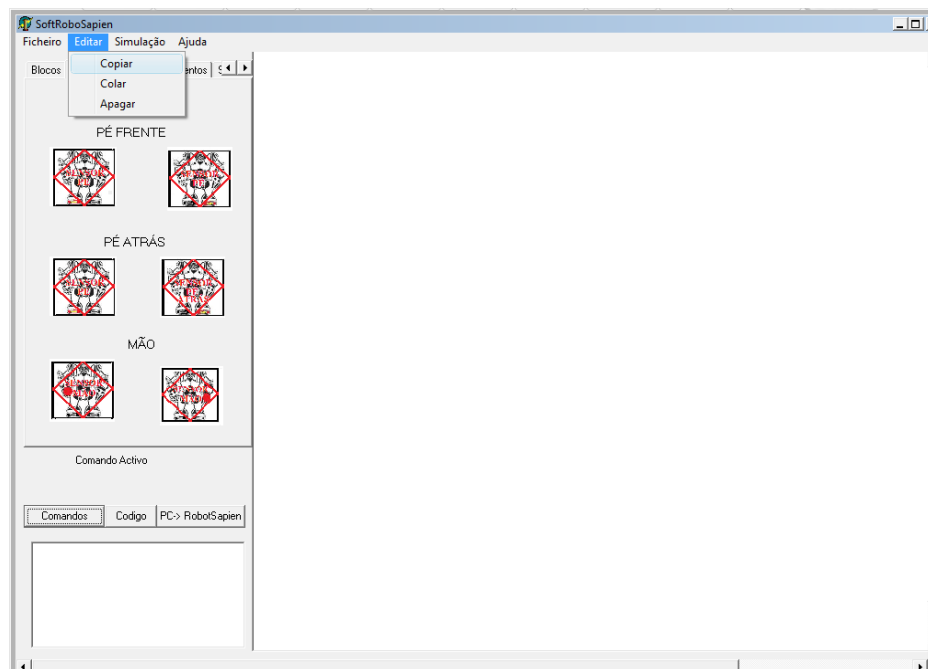 SoftRoboSapien
Ficheiro Editar Simulação Ajuda
Copiar
Colar
Apagar
Blocos
PÉ FRENTE
PÉ ATRÁS
MÃO
Comando Activo
Comandos Codigo PC-> RobotSapien